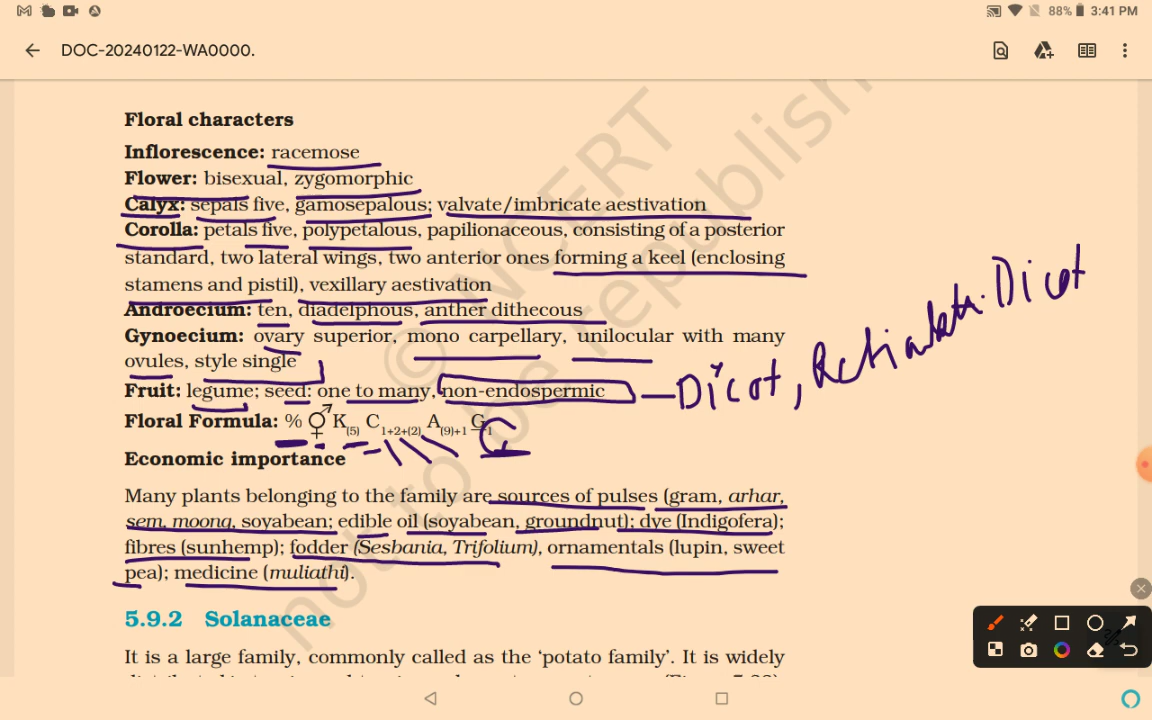 88% 3:41 PM
DOC-20240122-WA0000.
Floral characters
Inflorescence: racemose
Flower: bisexual, zygomorphic
Calyx: sepals five, gamosepalous; valvate/imbricate aestivation
Corolla: petals five, polypetalous, papilionaceous, consisting of a posterior
standard, two lateral wings, two anterior ones forming a keel (enclosing
stamens and pistil), vexillary aestivation
Androecium: ten, diadelphous, anther dithecous
Gynoecium: ovary superior, mono carpellary, unilocular with many
ovules, style single
Fruit: legume; seed: one to many, non-endospermic — Dicot, Dicot
Floral Formula: % ⚥ K(5) C1+2+(2) A(9)+1 G1
Economic importance
Many plants belonging to the family are sources of pulses (gram, arhar,
sem, moong, soyabean; edible oil (soyabean, groundnut); dye (Indigofera);
fibres (sunhemp); fodder (Sesbania, Trifolium), ornamentals (lupin, sweet
pea); medicine (muliathi).
5.9.2 Solanaceae
It is a large family, commonly called as the ‘potato family’. It is widely
© NCERT
not to be republish